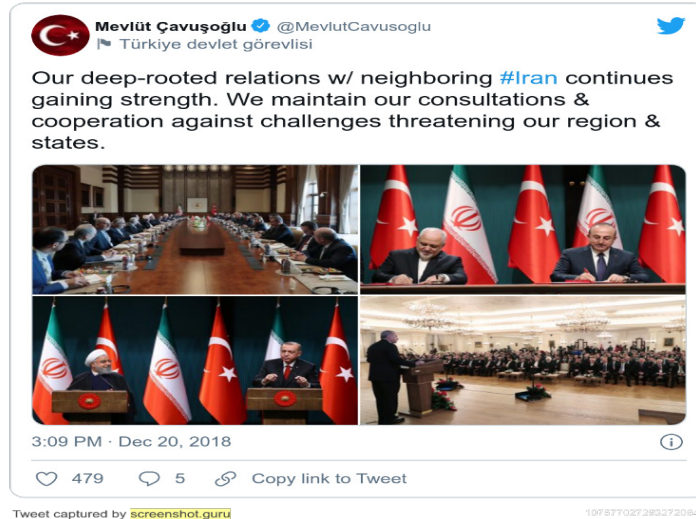 Mevlüt Çavuşoğlu @MevlutCavusoglu
Türkiye devlet görevlisi
Our deep-rooted relations w/ neighboring #Iran continues
gaining strength. We maintain our consultations &
cooperation against challenges threatening our region &
states.
3:09 PM · Dec 20, 2018
479 5 Copy link to Tweet
Tweet captured by screenshot.guru